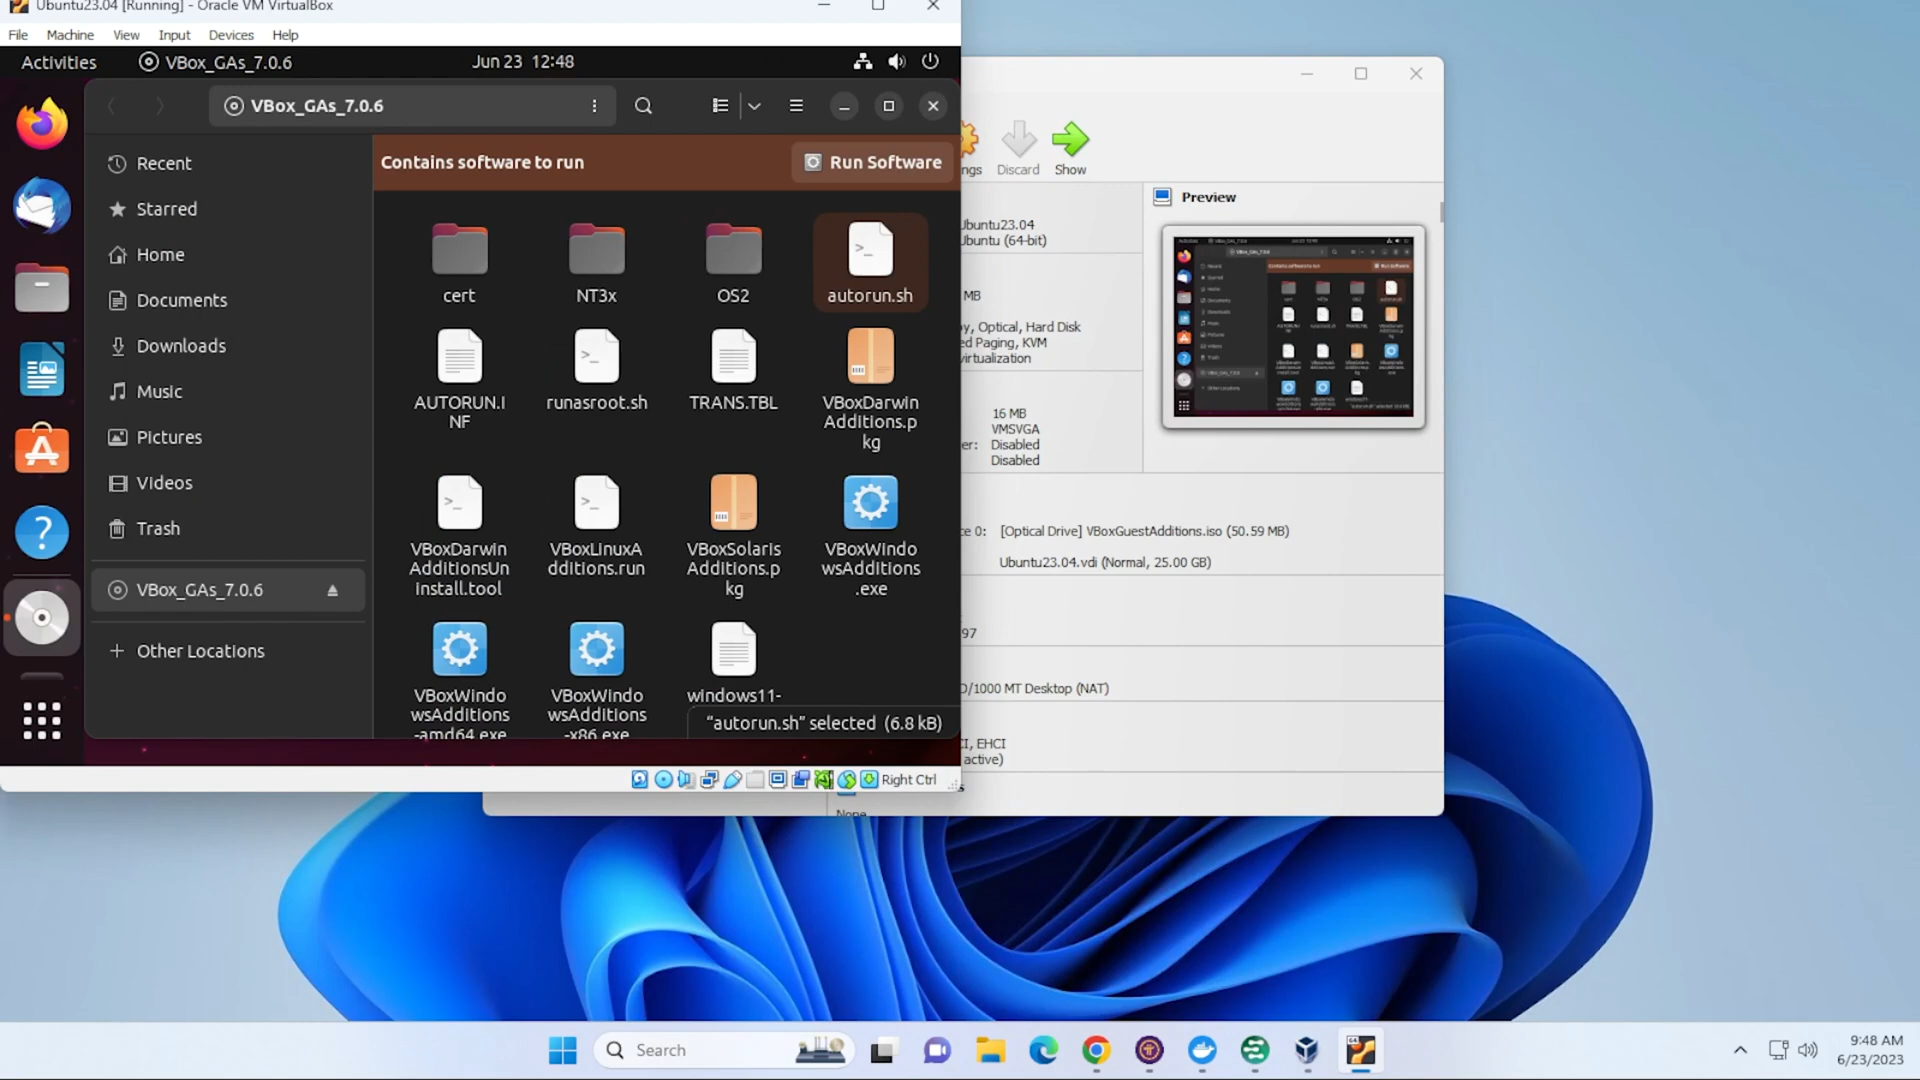 Ubuntu23.04 [Running] - Oracle VM VirtualBox
File Machine View Input Devices Help
Activities VBox_GAs_7.0.6 Jun 23 12:48
VBox_GAs_7.0.6
Recent
Starred
Home
Documents
Downloads
Music
Pictures
Videos
Trash
VBox_GAs_7.0.6
Other Locations
Contains software to run
Run Software
cert
NT3x
OS2
autorun.sh
AUTORUN.I
NF
runasroot.sh
TRANS.TBL
VBoxDarwin
Additions.p
kg
VBoxDarwin
AdditionsUn
install.tool
VBoxLinuxA
dditions.run
VBoxSolaris
Additions.p
kg
VBoxWindo
wsAdditions
.exe
VBoxWindo
wsAdditions
-amd64.exe
VBoxWindo
wsAdditions
-x86.exe
windows11-
"autorun.sh" selected (6.8 kB)
Right Ctrl
ngs
Discard
Show
Ubuntu23.04
Ubuntu (64-bit)
MB
y, Optical, Hard Disk
ed Paging, KVM
virtualization
16 MB
VMSVGA
er: Disabled
Disabled
Preview
ce 0: [Optical Drive] VBoxGuestAdditions.iso (50.59 MB)
Ubuntu23.04.vdi (Normal, 25.00 GB)
97
0/1000 MT Desktop (NAT)
CI, EHCI
active)
s
None
Search
9:48 AM
6/23/2023